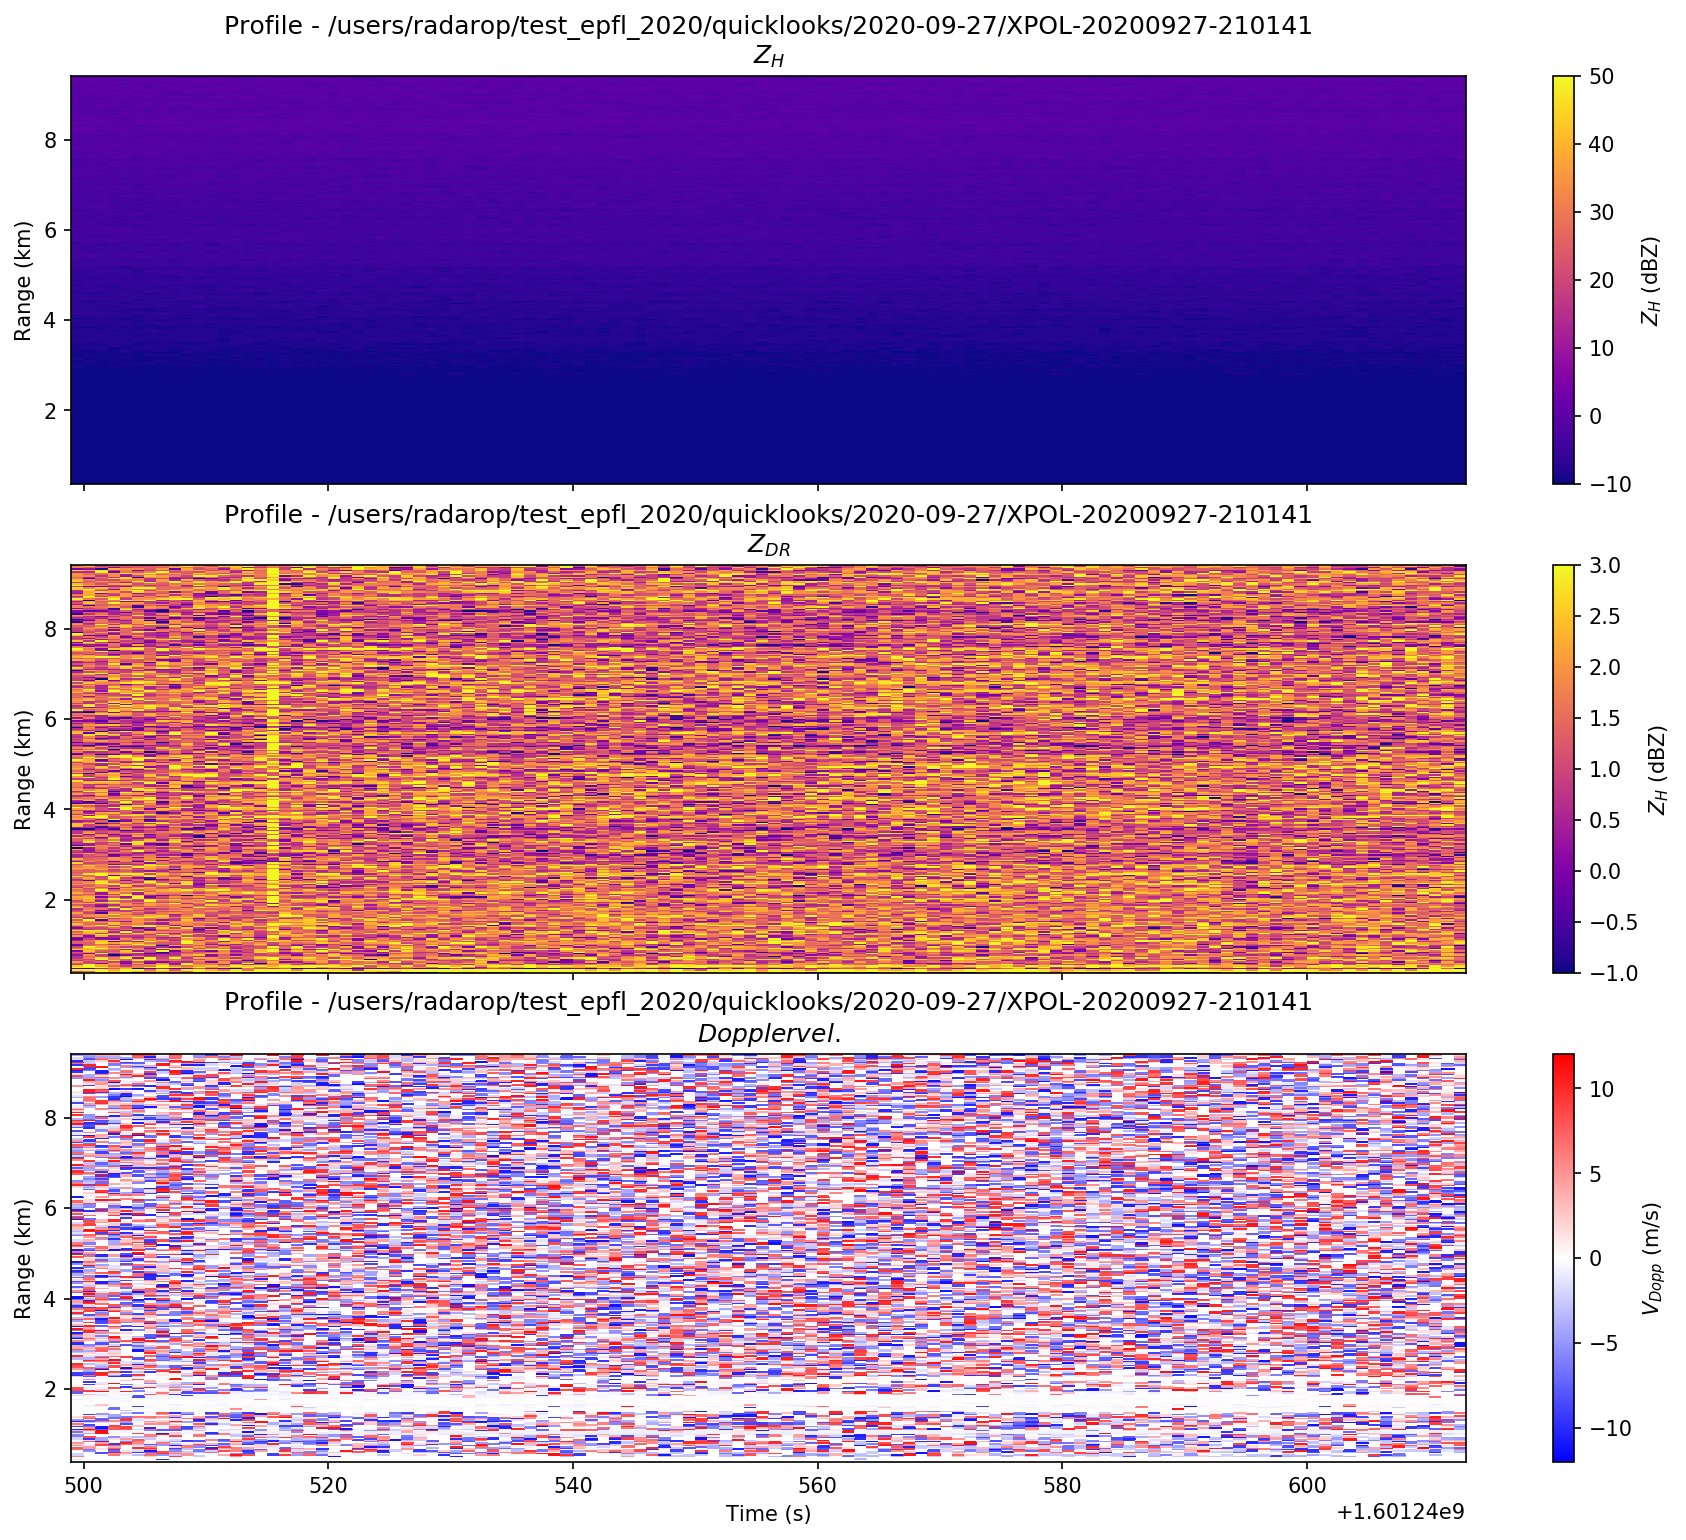 Profile - /users/radarop/test_epfl_2020/quicklooks/2020-09-27/XPOL-20200927-210141
Z_H
8
6
4
2
Range (km)
50
40
30
20
10
0
−10
Z_H (dBZ)
Profile - /users/radarop/test_epfl_2020/quicklooks/2020-09-27/XPOL-20200927-210141
Z_DR
8
6
4
2
Range (km)
3.0
2.5
2.0
1.5
1.0
0.5
0.0
−0.5
−1.0
Z_H (dBZ)
Profile - /users/radarop/test_epfl_2020/quicklooks/2020-09-27/XPOL-20200927-210141
Dopplervel.
8
6
4
2
Range (km)
500 520 540 560 580 600
Time (s)
+1.60124e9
10
5
0
−5
−10
V_Dopp (m/s)